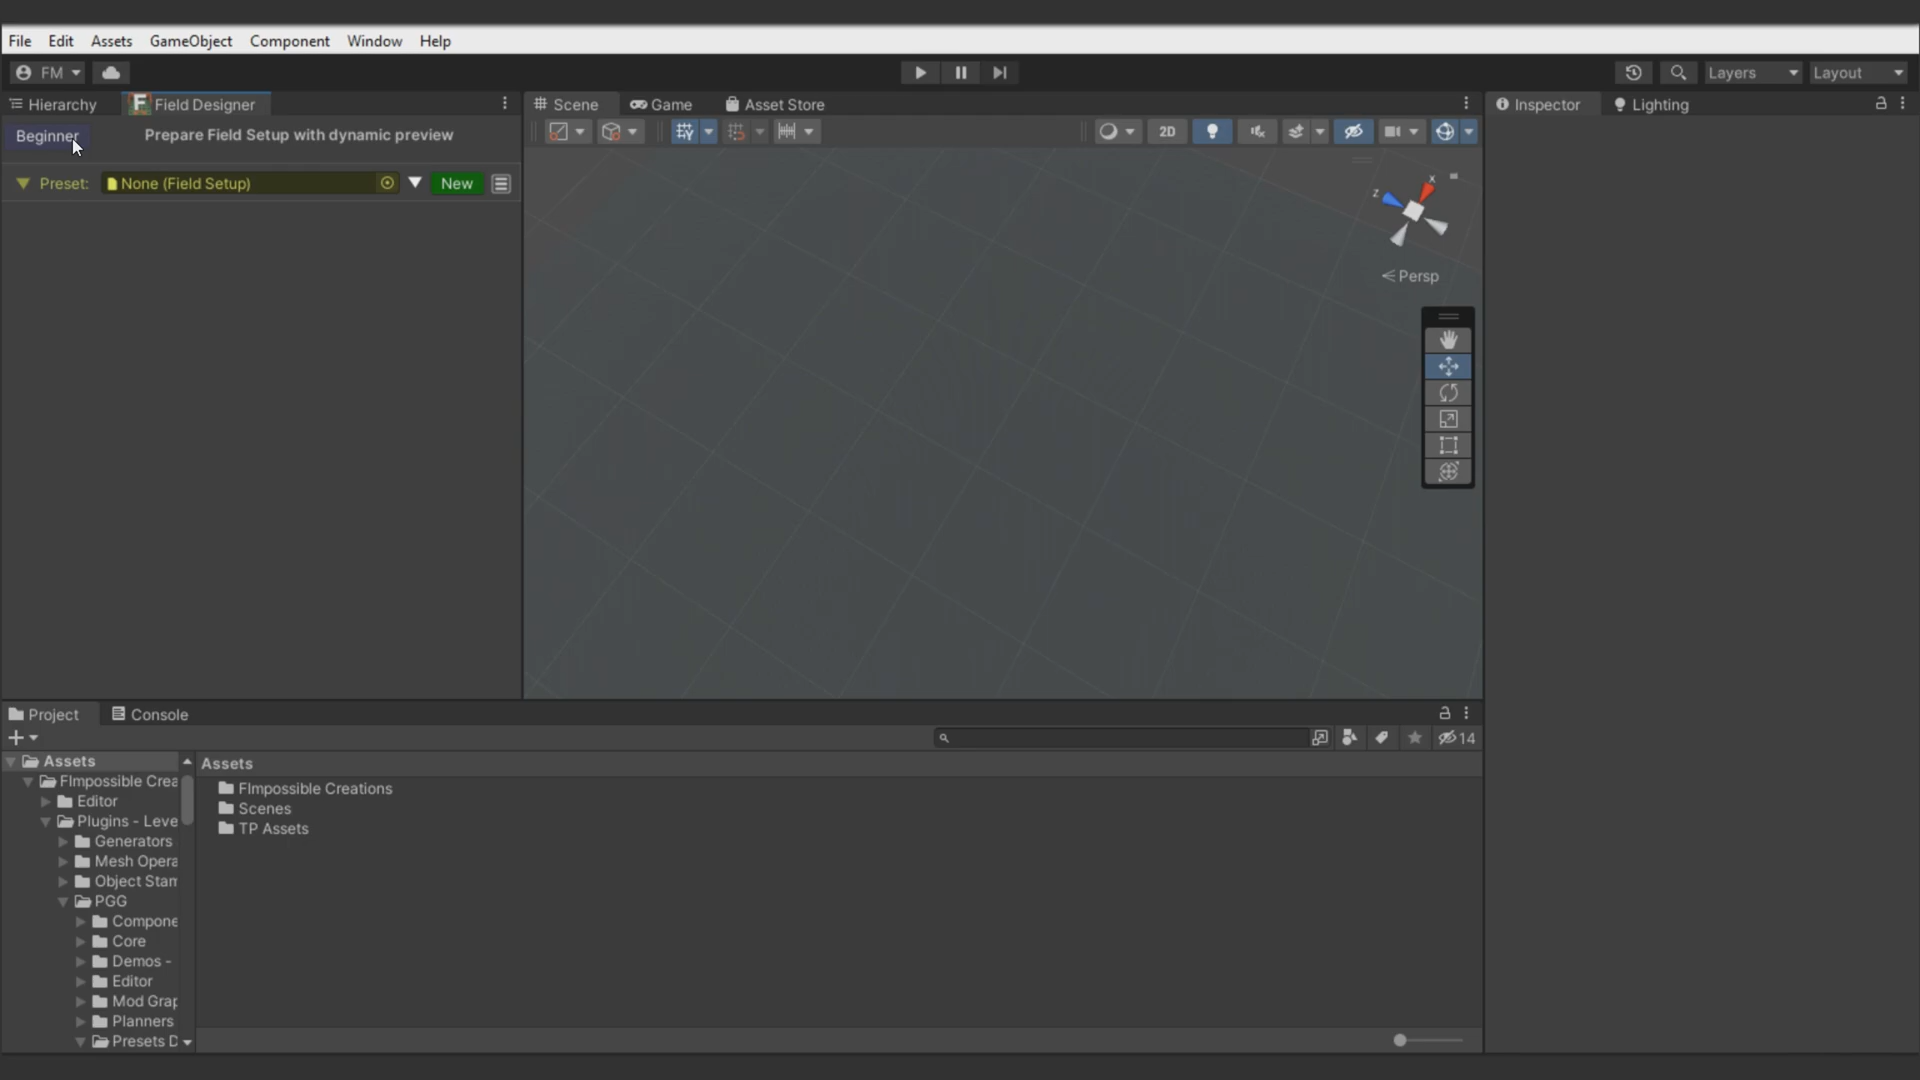 File Edit Assets GameObject Component Window Help
FM Layers Layout
Hierarchy Field Designer Scene Game Asset Store Inspector Lighting
Beginner Prepare Field Setup with dynamic preview 2D
Preset: None (Field Setup) New
x
z
Persp
Project Console
14
Assets Assets
FImpossible Crea FImpossible Creations
Editor Scenes
Plugins - Leve TP Assets
Generators
Mesh Opera
Object Stam
PGG
Compone
Core
Demos -
Editor
Mod Grap
Planners
Presets D